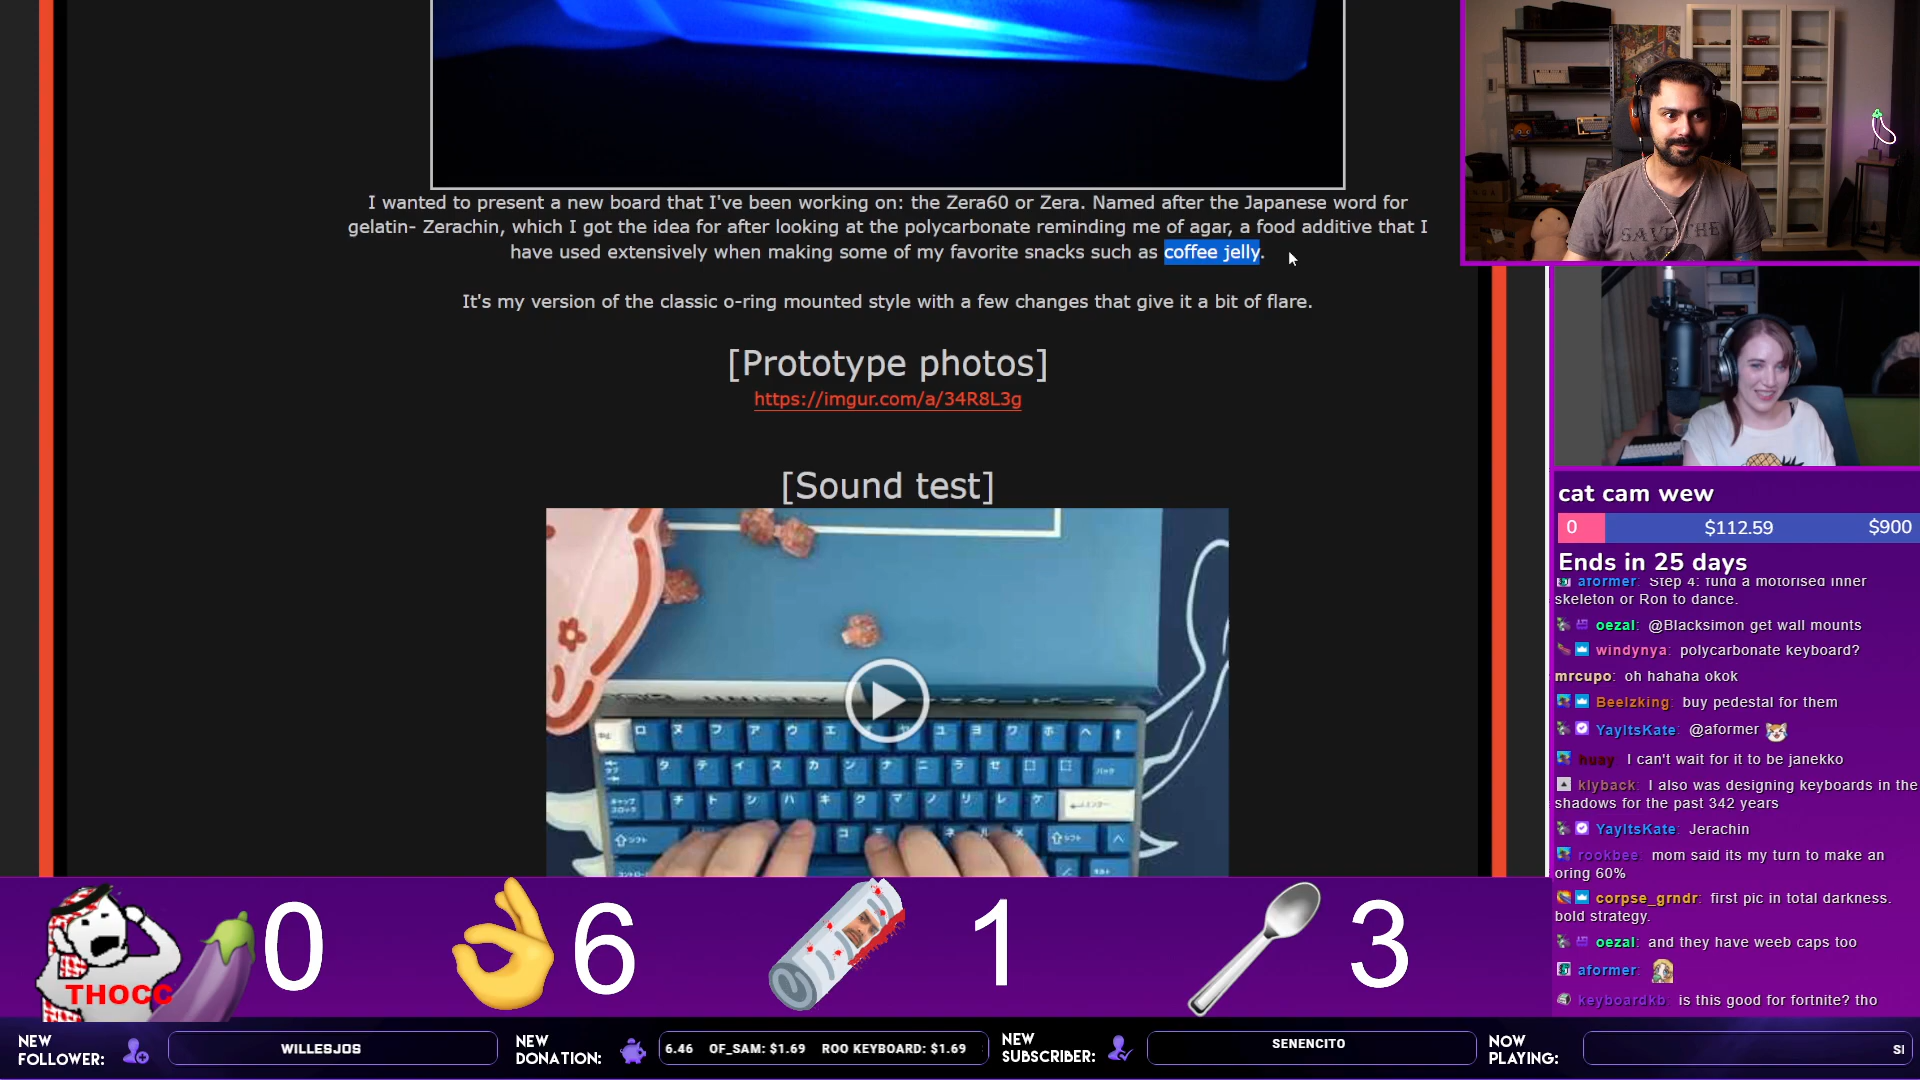 I wanted to present a new board that I've been working on: the Zera60 or Zera. Named after the Japanese word for
gelatin- Zerachin, which I got the idea for after looking at the polycarbonate reminding me of agar, a food additive that I
have used extensively when making some of my favorite snacks such as coffee jelly.
It's my version of the classic o-ring mounted style with a few changes that give it a bit of flare.
[Prototype photos]
https://imgur.com/a/34R8L3g
[Sound test]
cat cam wew
0 $112.59 $900
Ends in 25 days
aformer: Step 4: fund a motorised inner
skeleton or Ron to dance.
oezal: @Blacksimon get wall mounts
windynya: polycarbonate keyboard?
mrcupo: oh hahaha okok
Beelzking: buy pedestal for them
YayItsKate: @aformer
huay: I can't wait for it to be janekko
klyback: I also was designing keyboards in the
shadows for the past 342 years
YayItsKate: Jerachin
rookbee: mom said its my turn to make an
oring 60%
corpse_grndr: first pic in total darkness.
bold strategy.
oezal: and they have weeb caps too
aformer:
keyboardkb: is this good for fortnite? tho
THOCC
0
6
1
3
NEW
FOLLOWER:
WILLESJOS
NEW
DONATION:
6.46 OF_SAM: $1.69 ROO KEYBOARD: $1.69
NEW
SUBSCRIBER:
SENENCITO
NOW
PLAYING:
SI